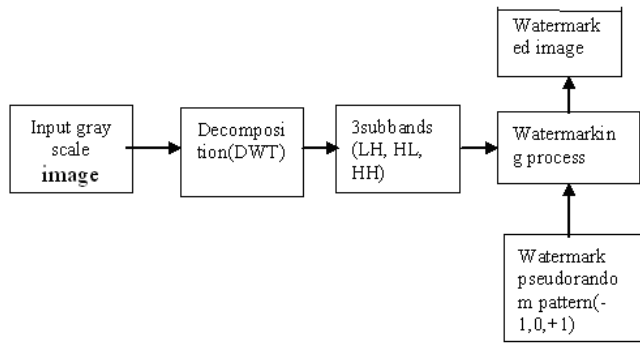 Watermark
ed image
Input gray
scale
image
Decomposi
tion(DWT)
3subbands
(LH, HL,
HH)
Watermarkin
g process
Watermark
pseudorando
m pattern(-
1,0,+1)